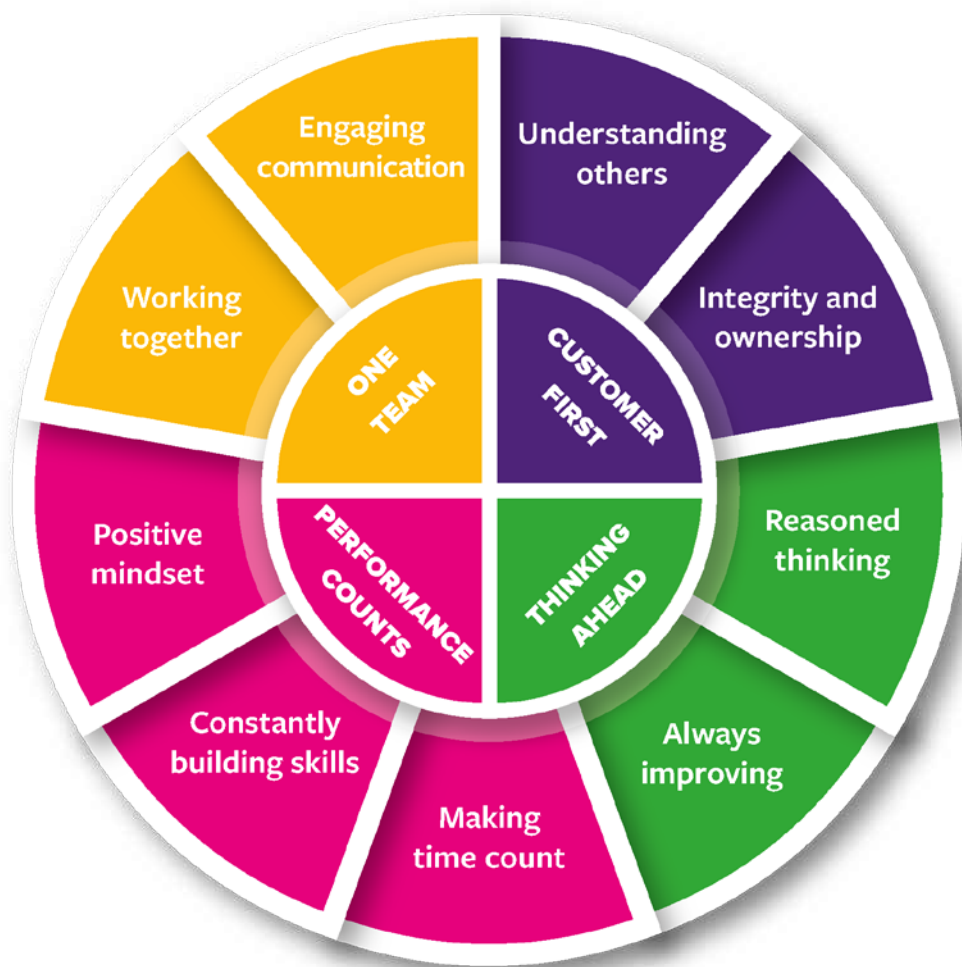 Engaging
communication
Understanding
others
Working
together
Integrity and
ownership
ONE
TEAM
CUSTOMER
FIRST
Positive
mindset
PERFORMANCE
COUNTS
THINKING
AHEAD
Reasoned
thinking
Constantly
building skills
Making
time count
Always
improving